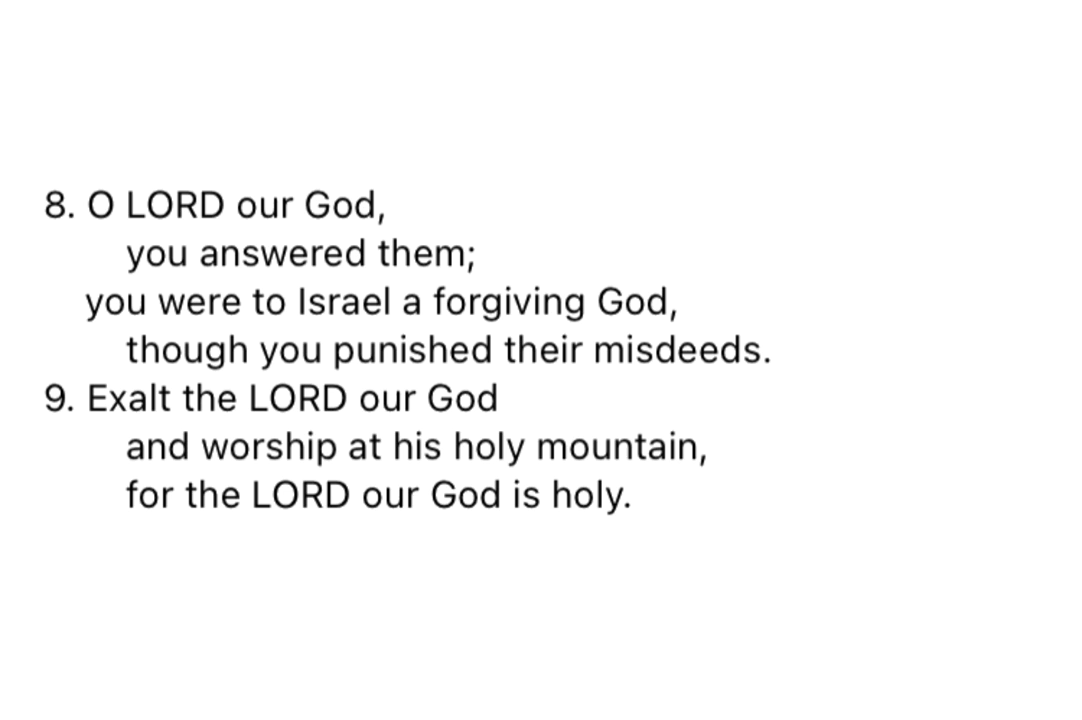 8. O LORD our God,
you answered them;
you were to Israel a forgiving God,
though you punished their misdeeds.
9. Exalt the LORD our God
and worship at his holy mountain,
for the LORD our God is holy.